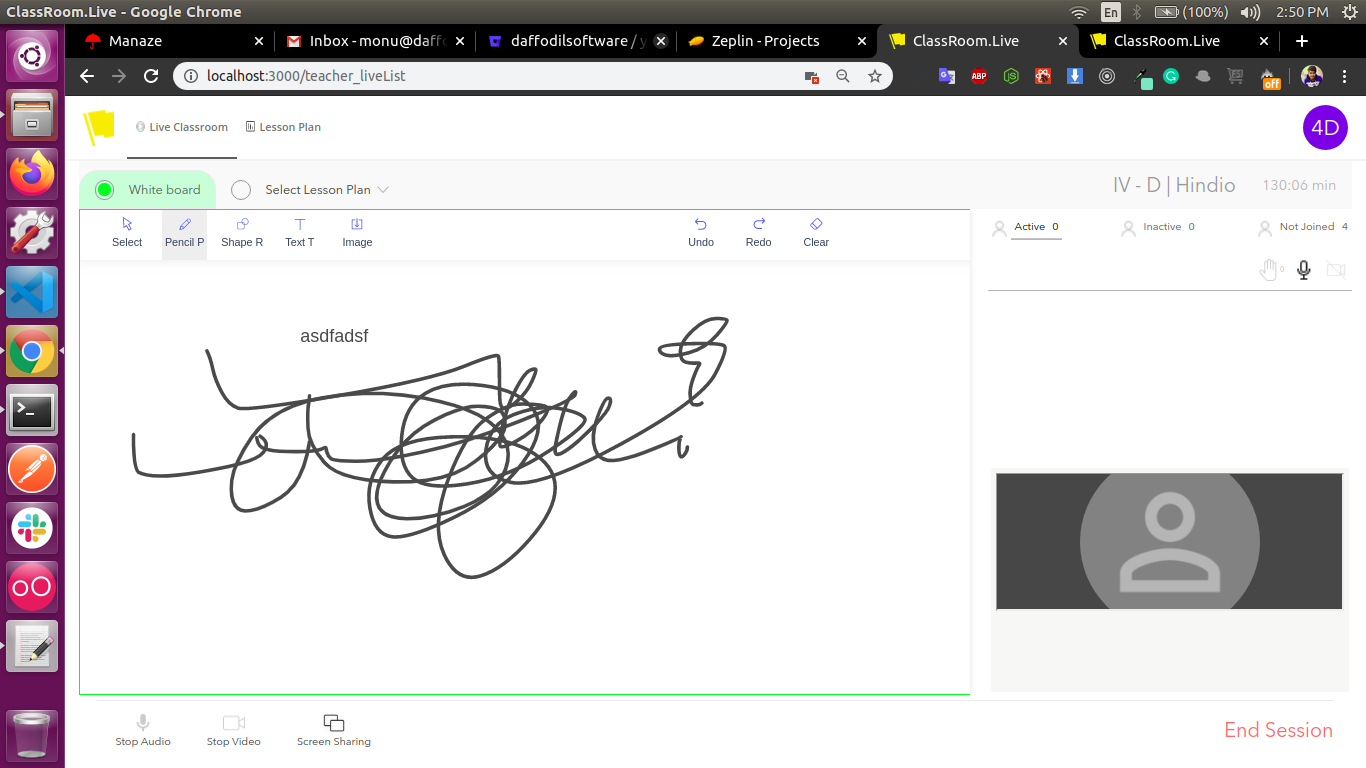 ClassRoom.Live - Google Chrome
En (100%) 2:50 PM
Manaze
Inbox - monu@daff
daffodilsoftware / y
Zeplin - Projects
ClassRoom.Live
ClassRoom.Live
localhost:3000/teacher_liveList
ABP
off
Live Classroom
Lesson Plan
4D
White board
Select Lesson Plan
IV - D | Hindio
130:06 min
Select
Pencil P
Shape R
Text T
Image
Undo
Redo
Clear
Active 0
Inactive 0
Not Joined 4
0
asdfadsf
Stop Audio
Stop Video
Screen Sharing
End Session